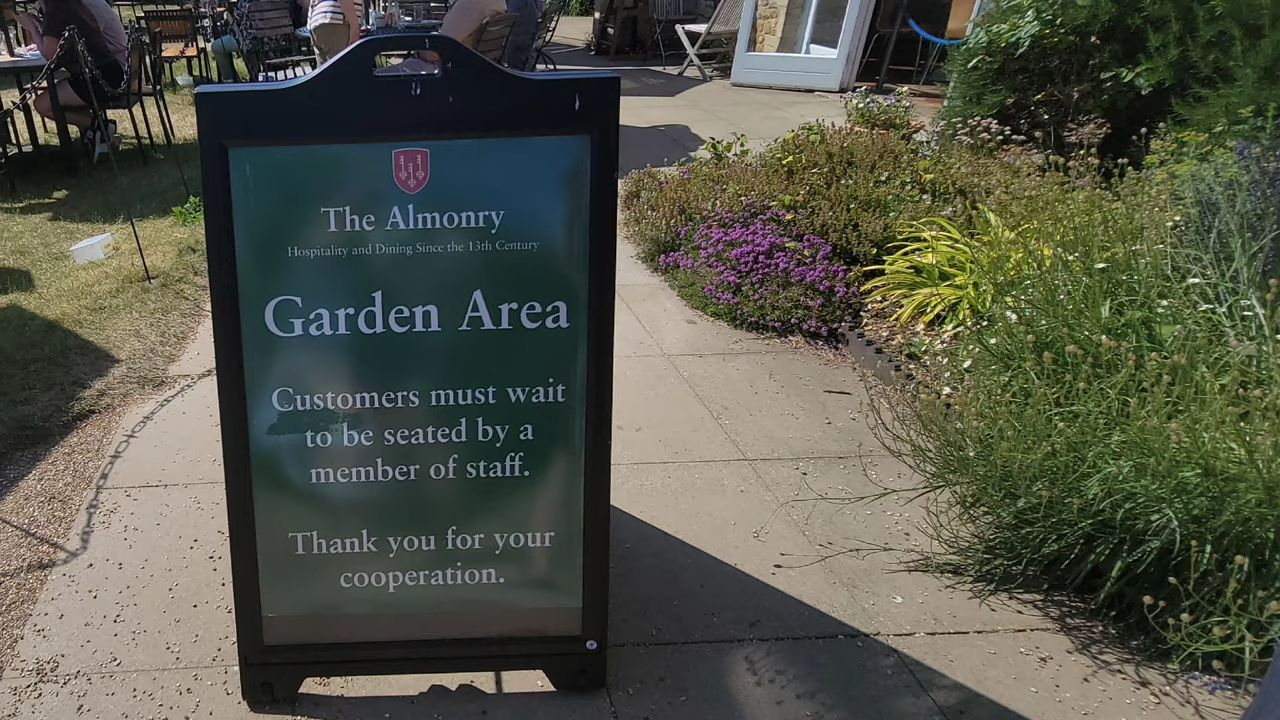 The Almonry
Hospitality and Dining Since the 13th Century
Garden Area
Customers must wait
to be seated by a
member of staff.
Thank you for your
cooperation.